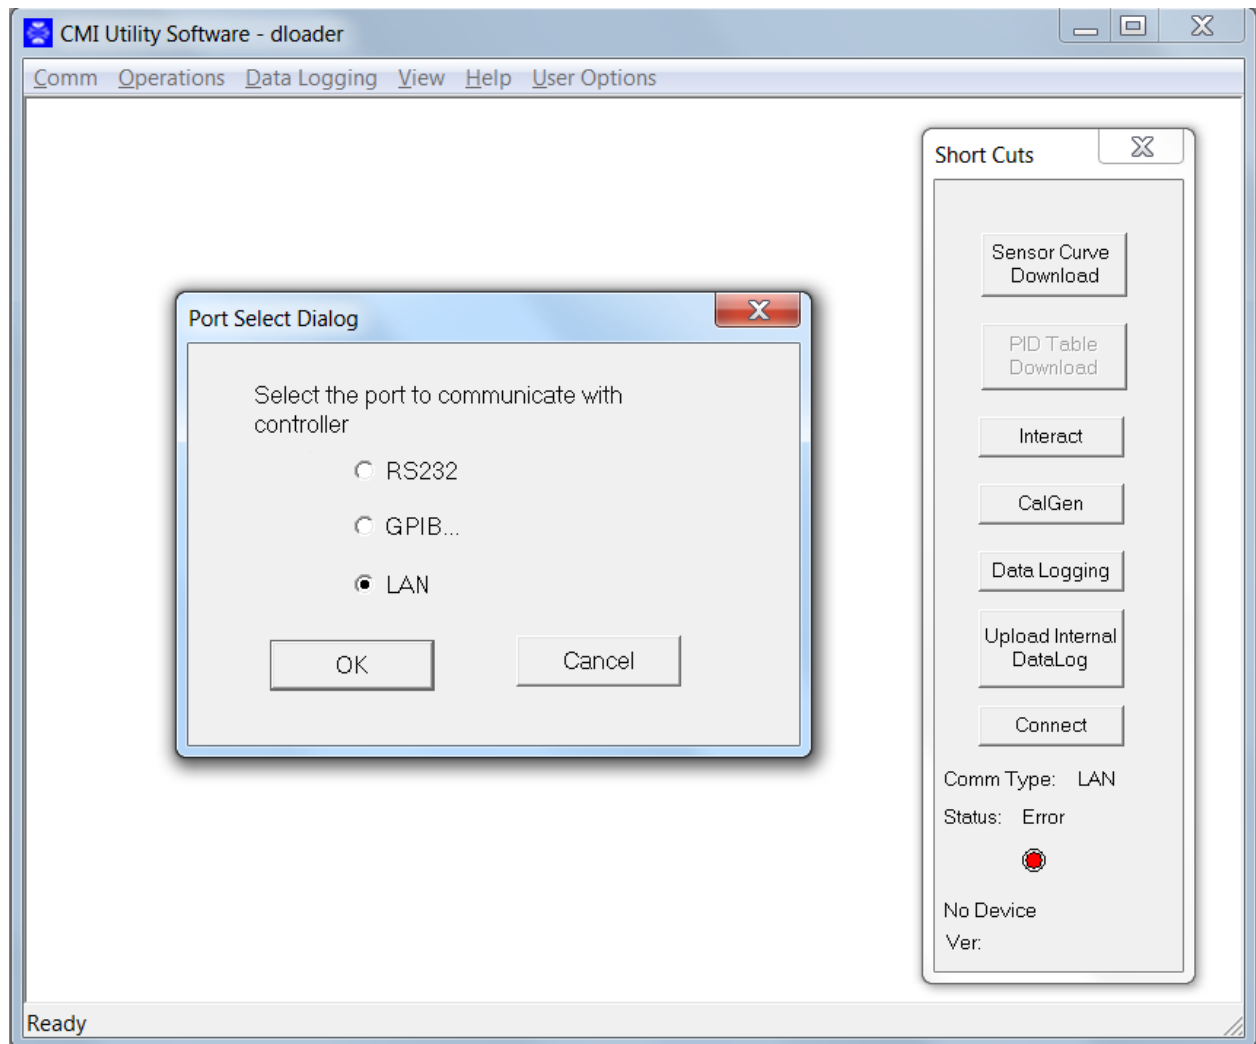 CMI Utility Software - dloader
Comm Operations Data Logging View Help User Options
Short Cuts
Sensor Curve
Download
PID Table
Download
Interact
CalGen
Data Logging
Upload Internal
DataLog
Connect
Comm Type: LAN
Status: Error
No Device
Ver:
Port Select Dialog
Select the port to communicate with
controller
RS232
GPIB...
LAN
OK Cancel
Ready